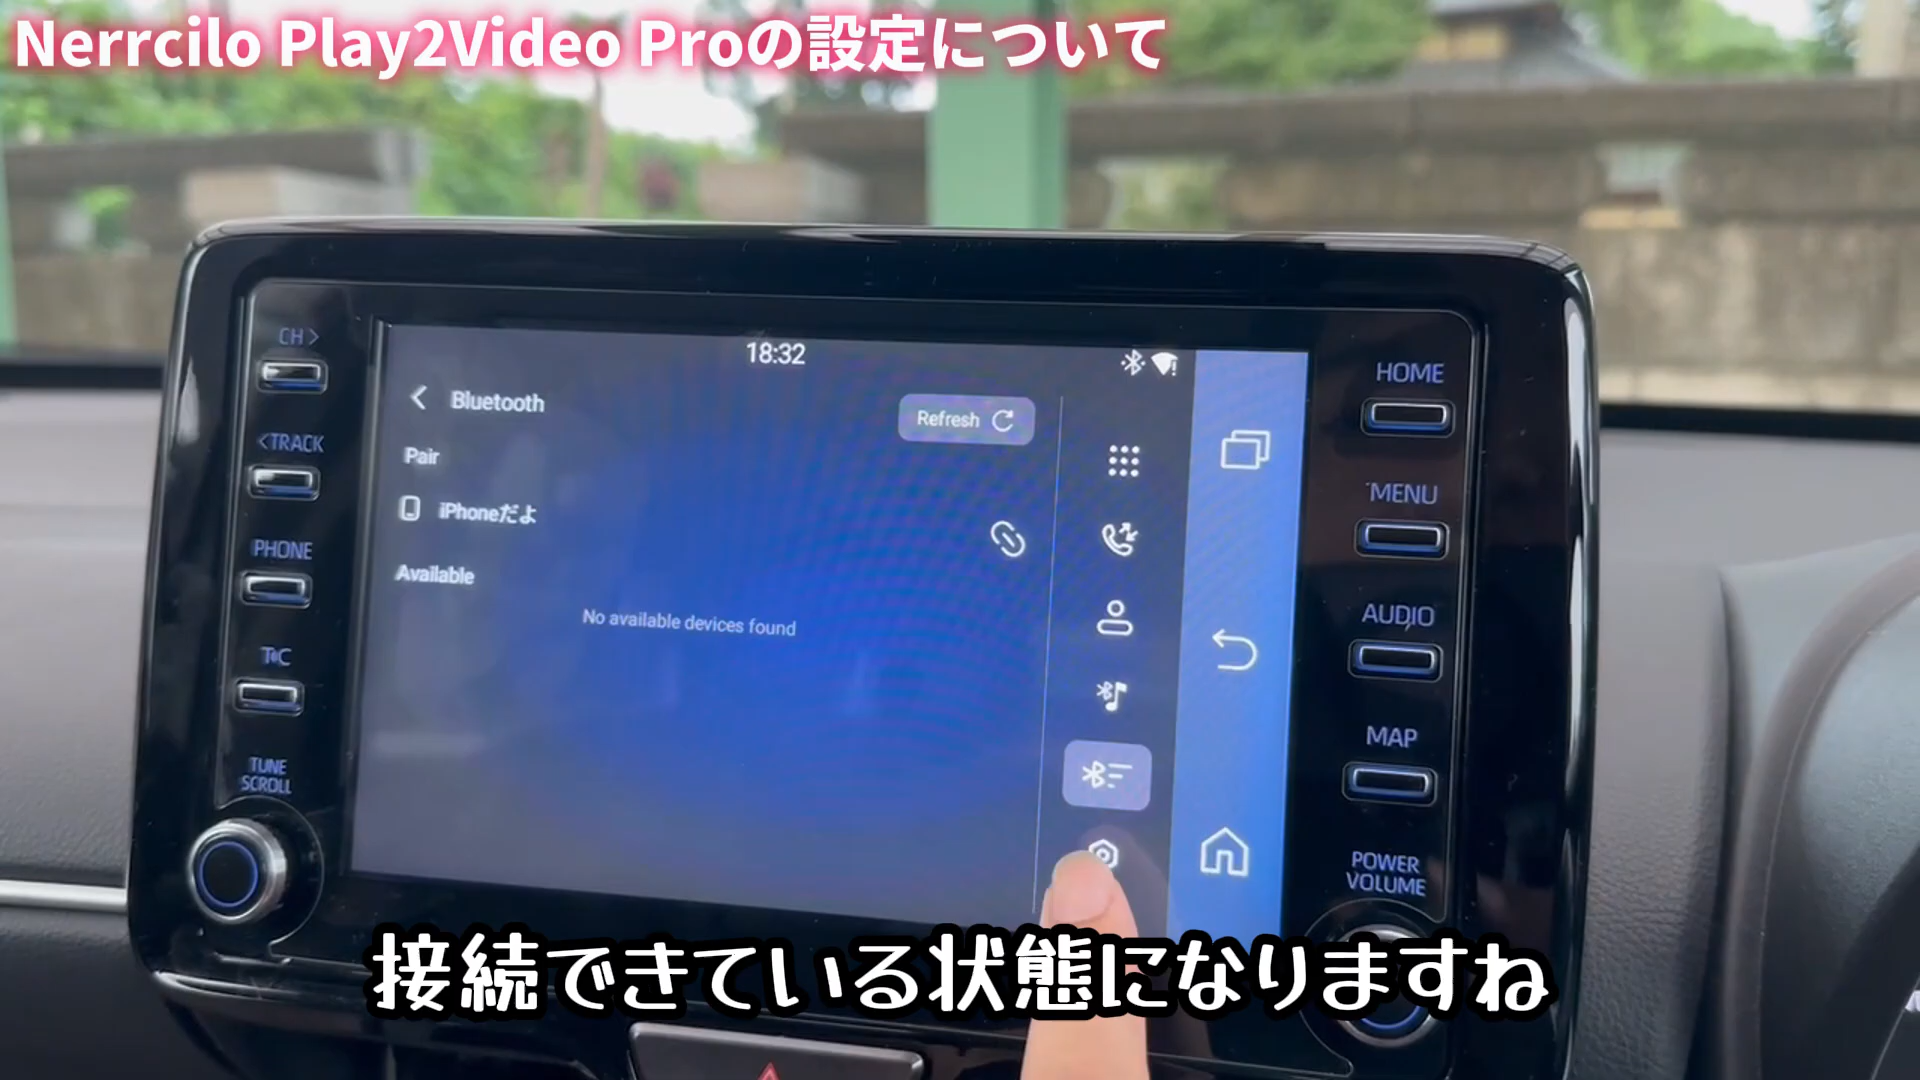 Nerrcilo Play2Video Proの設定について
CH >
<TRACK
PHONE
TUNE
SCROLL
18:32
Bluetooth
Refresh
Pair
iPhoneだよ
Available
No available devices found
HOME
MENU
AUDIO
MAP
POWER
VOLUME
接続できている状態になりますね